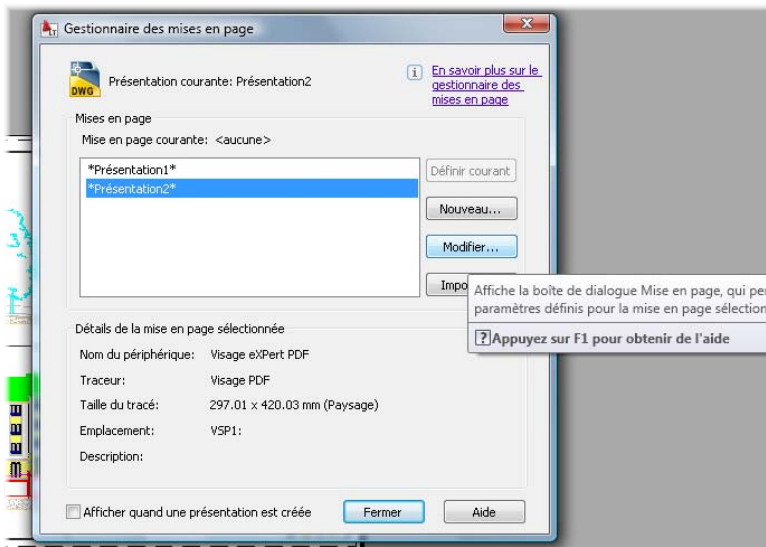 LT Gestionnaire des mises en page
DWG Présentation courante: Présentation2
i En savoir plus sur le
gestionnaire des
mises en page
Mises en page
Mise en page courante: <aucune>
*Présentation1*
*Présentation2*
Définir courant
Nouveau...
Modifier...
Impo
Affiche la boîte de dialogue Mise en page, qui
paramètres définis pour la mise en page
?Appuyez sur F1 pour obtenir de l'aide
Détails de la mise en page sélectionnée
Nom du périphérique: Visage eXPert PDF
Traceur: Visage PDF
Taille du tracé: 297.01 x 420.03 mm (Paysage)
Emplacement: VSP1:
Description:
Afficher quand une présentation est créée
Fermer
Aide